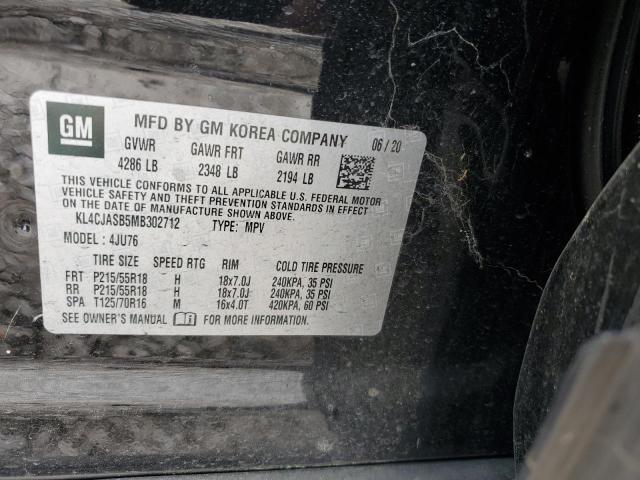 GM
MFD BY GM KOREA COMPANY 06/20
GVWR GAWR FRT GAWR RR
4286 LB 2348 LB 2194 LB
THIS VEHICLE CONFORMS TO ALL APPLICABLE U.S. FEDERAL MOTOR
VEHICLE SAFETY AND THEFT PREVENTION STANDARDS IN EFFECT
ON THE DATE OF MANUFACTURE SHOWN ABOVE.
KL4CJASB5MB302712 TYPE: MPV
MODEL : 4JU76
TIRE SIZE SPEED RTG RIM COLD TIRE PRESSURE
FRT P215/55R18 H 18x7.0J 240KPA, 35 PSI
RR P215/55R18 H 18x7.0J 240KPA, 35 PSI
SPA T125/70R16 M 16x4.0T 420KPA, 60 PSI
SEE OWNER'S MANUAL FOR MORE INFORMATION.